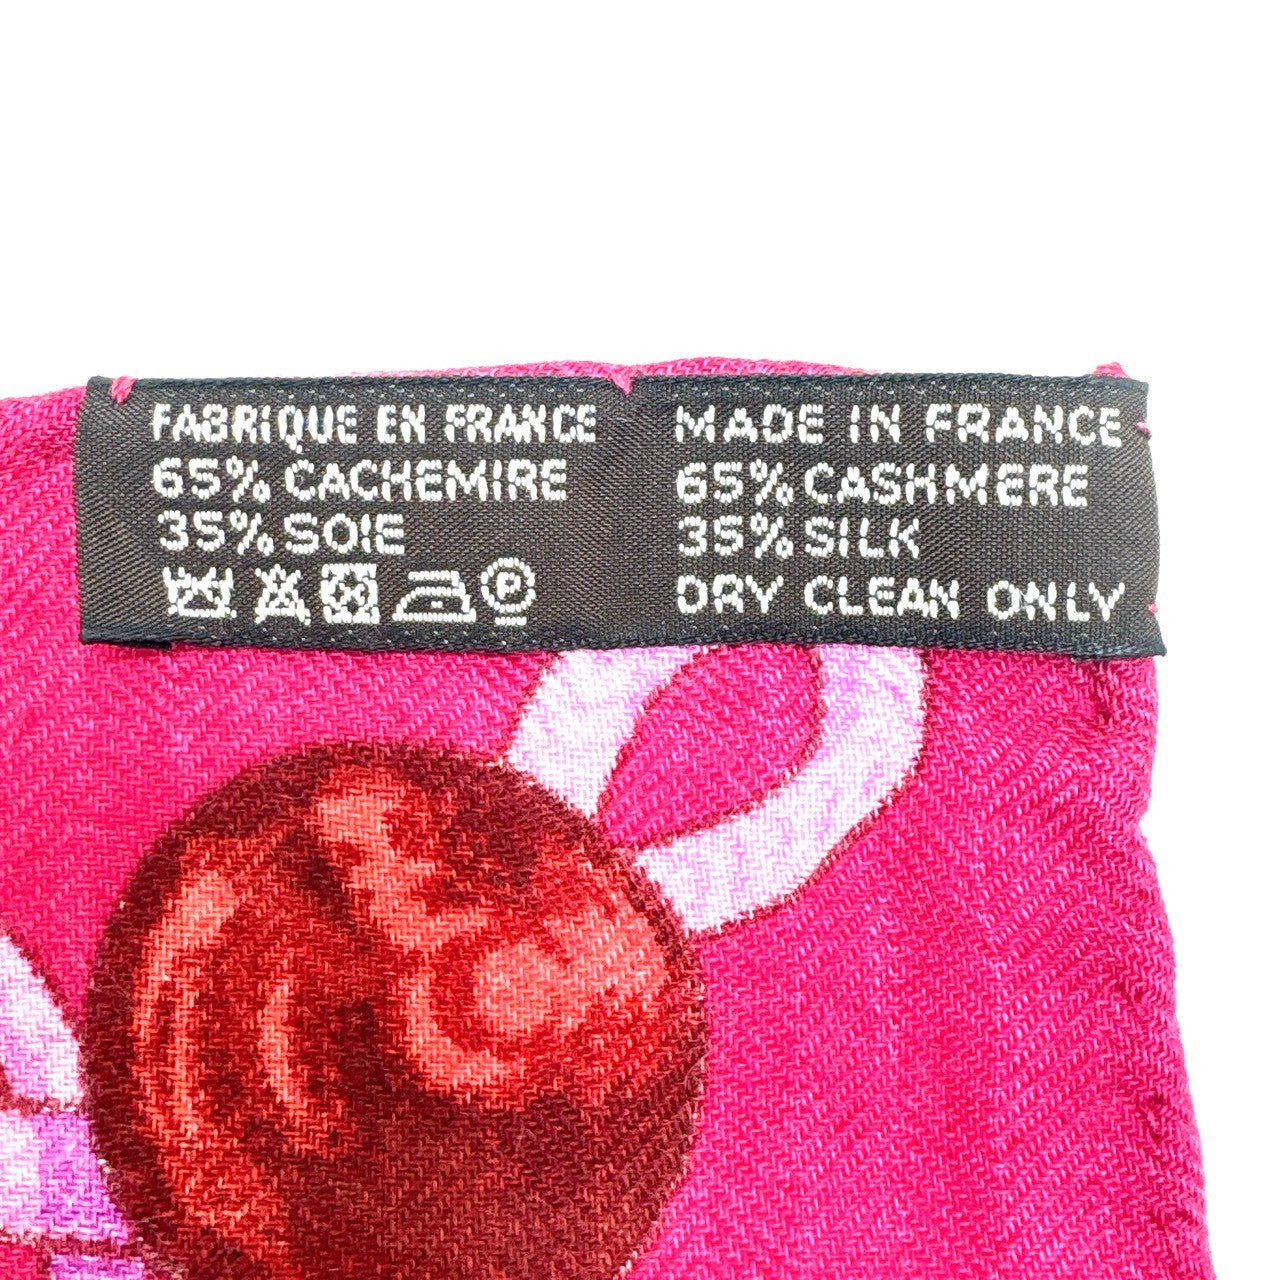 FABRIQUE EN FRANCE
65% CACHEMIRE
35% SOIE
P
MADE IN FRANCE
65% CASHMERE
35% SILK
DRY CLEAN ONLY